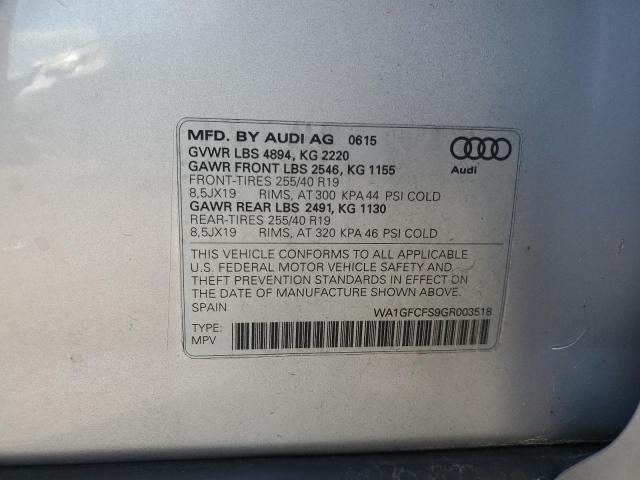 MFD. BY AUDI AG 0615
GVWR LBS 4894, KG 2220
GAWR FRONT LBS 2546, KG 1155
FRONT-TIRES 255/40 R19
8,5JX19 RIMS, AT 300 KPA 44 PSI COLD
GAWR REAR LBS 2491, KG 1130
REAR-TIRES 255/40 R19
8,5JX19 RIMS, AT 320 KPA 46 PSI COLD
Audi
THIS VEHICLE CONFORMS TO ALL APPLICABLE
U.S. FEDERAL MOTOR VEHICLE SAFETY AND
THEFT PREVENTION STANDARDS IN EFFECT ON
THE DATE OF MANUFACTURE SHOWN ABOVE.
SPAIN
WA1GFCFS9GR003518
TYPE:
MPV